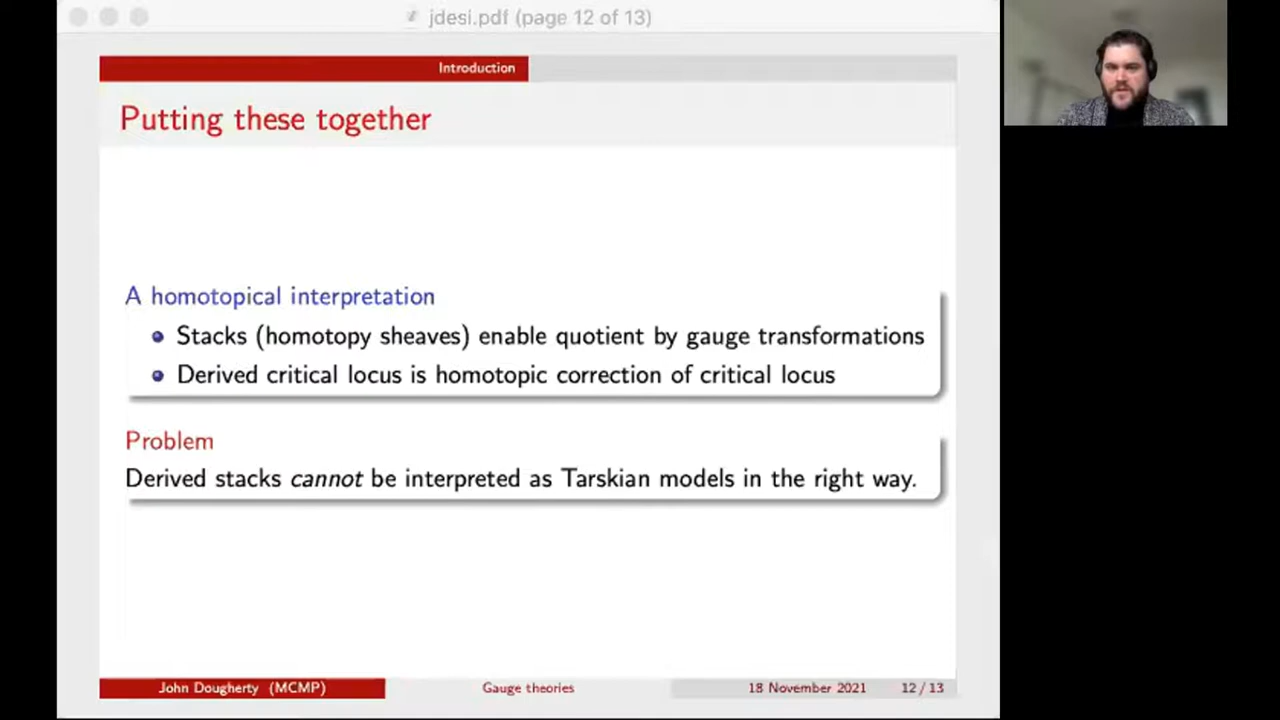 jdesi.pdf (page 12 of 13)
Introduction
Putting these together
A homotopical interpretation
Stacks (homotopy sheaves) enable quotient by gauge transformations
Derived critical locus is homotopic correction of critical locus
Problem
Derived stacks cannot be interpreted as Tarskian models in the right way.
John Dougherty (MCMP) Gauge theories 18 November 2021 12 / 13